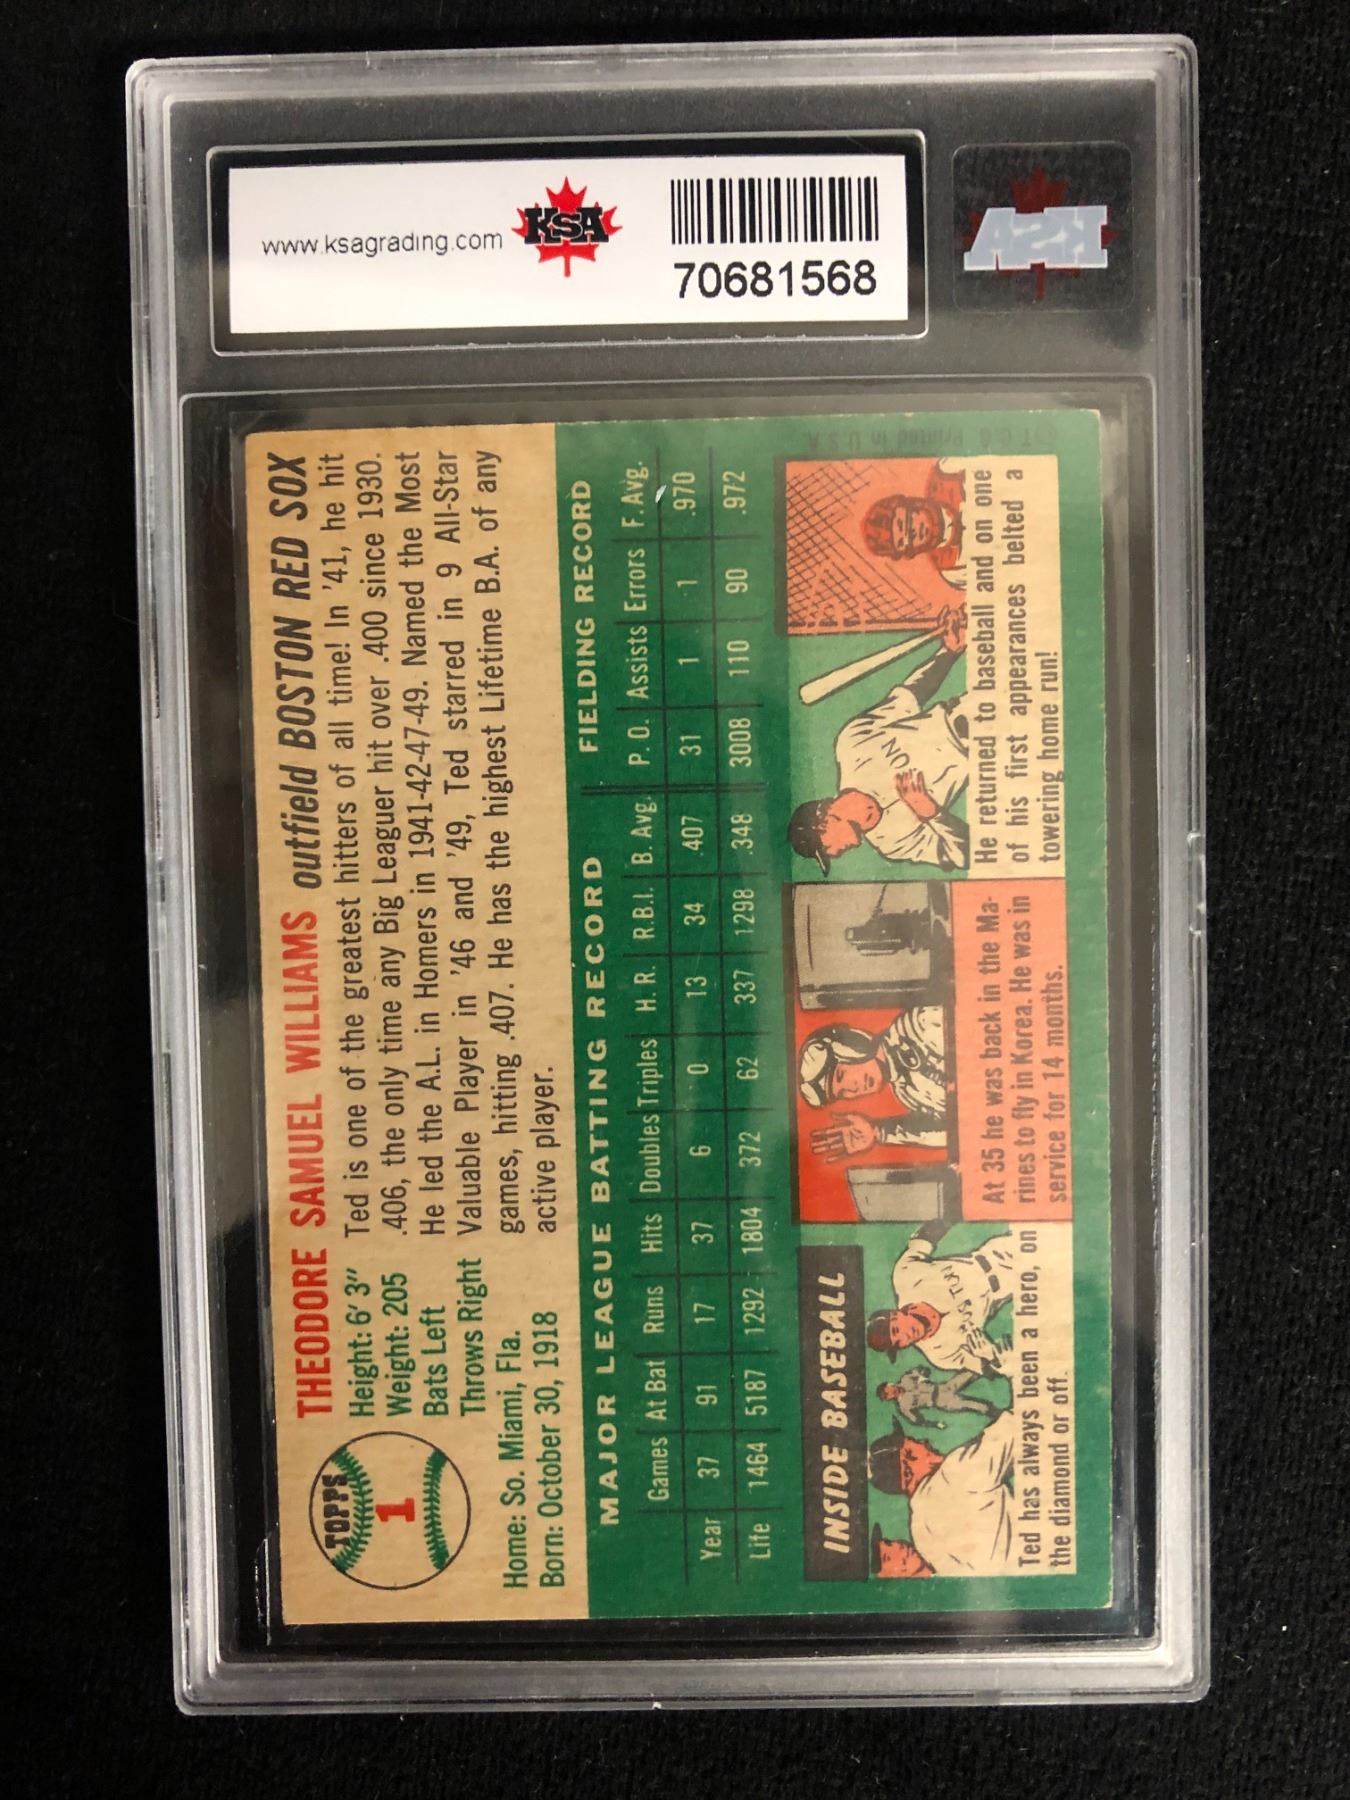 www.ksagrading.com
KSA
70681568
KSA
TOPPS
1
THEODORE SAMUEL WILLIAMS outfield BOSTON RED SOX
Height: 6' 3"
Weight: 205
Bats Left
Throws Right
Home: So. Miami, Fla.
Born: October 30, 1918
Ted is one of the greatest hitters of all time! In '41, he hit
.406, the only time any Big Leaguer hit over .400 since 1930.
He led the A.L. in Homers in 1941-42-47-49. Named the Most
Valuable Player in '46 and '49, Ted starred in 9 All-Star
games, hitting .407. He has the highest Lifetime B.A. of any
active player.
MAJOR LEAGUE BATTING RECORD FIELDING RECORD
Games At Bat Runs Hits Doubles Triples H. R. R.B.I. B. Avg. P. O. Assists Errors F. Avg.
Year 37 91 17 37 6 0 13 34 .407 31 1 1 .970
Life 1464 5187 1292 1804 372 62 337 1298 .348 3008 110 90 .972
INSIDE BASEBALL
Ted has always been a hero, on
the diamond or off.
At 35 he was back in the Ma-
rines to fly in Korea. He was in
service for 14 months.
He returned to baseball and on one
of his first appearances belted a
towering home run!
©T.C.G. Printed in U.S.A.